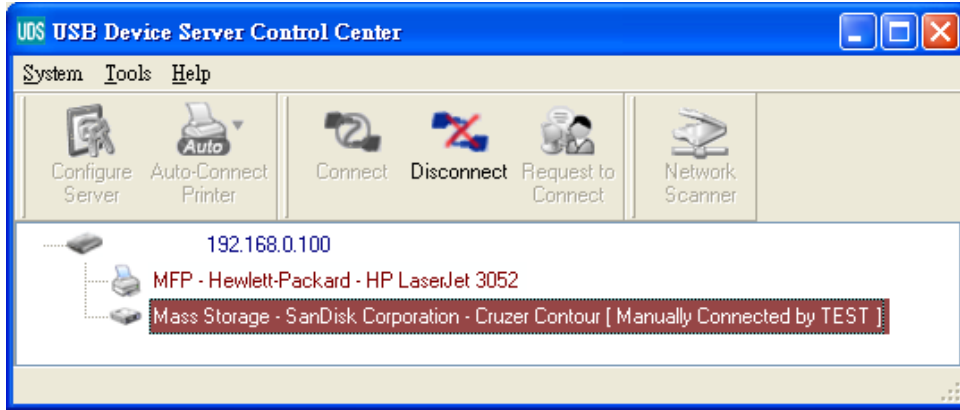 UDS USB Device Server Control Center
System Tools Help
Auto
Configure Server
Auto-Connect Printer
Connect
Disconnect
Request to Connect
Network Scanner
192.168.0.100
MFP - Hewlett-Packard - HP LaserJet 3052
Mass Storage - SanDisk Corporation - Cruzer Contour [ Manually Connected by TEST ]